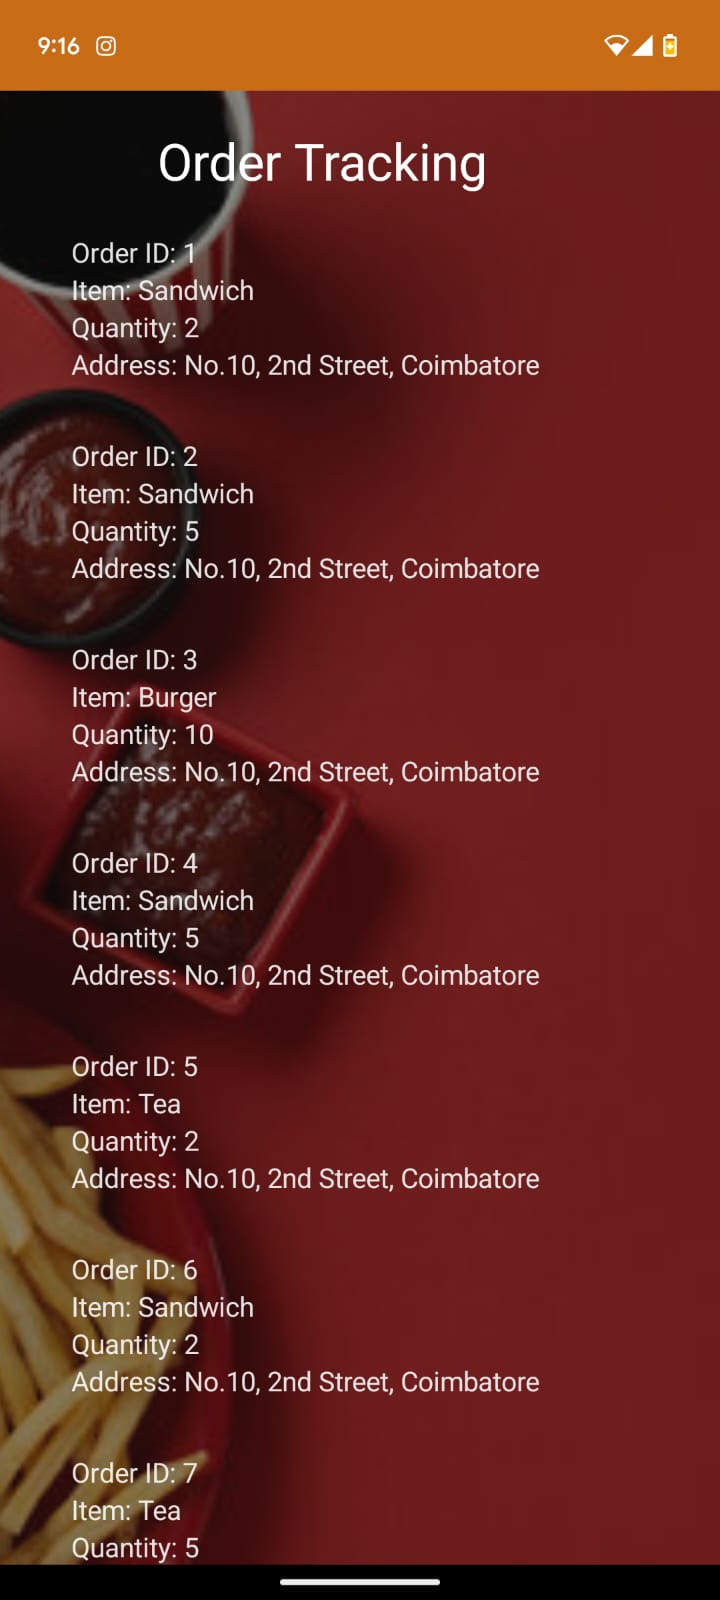 9:16
Order Tracking
Order ID: 1
Item: Sandwich
Quantity: 2
Address: No.10, 2nd Street, Coimbatore
Order ID: 2
Item: Sandwich
Quantity: 5
Address: No.10, 2nd Street, Coimbatore
Order ID: 3
Item: Burger
Quantity: 10
Address: No.10, 2nd Street, Coimbatore
Order ID: 4
Item: Sandwich
Quantity: 5
Address: No.10, 2nd Street, Coimbatore
Order ID: 5
Item: Tea
Quantity: 2
Address: No.10, 2nd Street, Coimbatore
Order ID: 6
Item: Sandwich
Quantity: 2
Address: No.10, 2nd Street, Coimbatore
Order ID: 7
Item: Tea
Quantity: 5